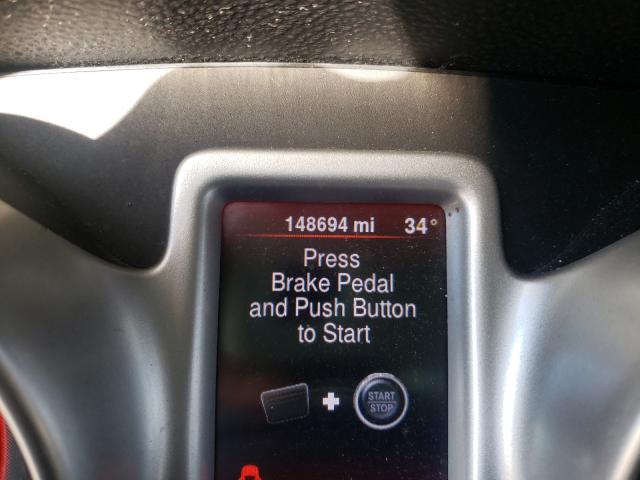 148694 mi 34°
Press
Brake Pedal
and Push Button
to Start
START
STOP